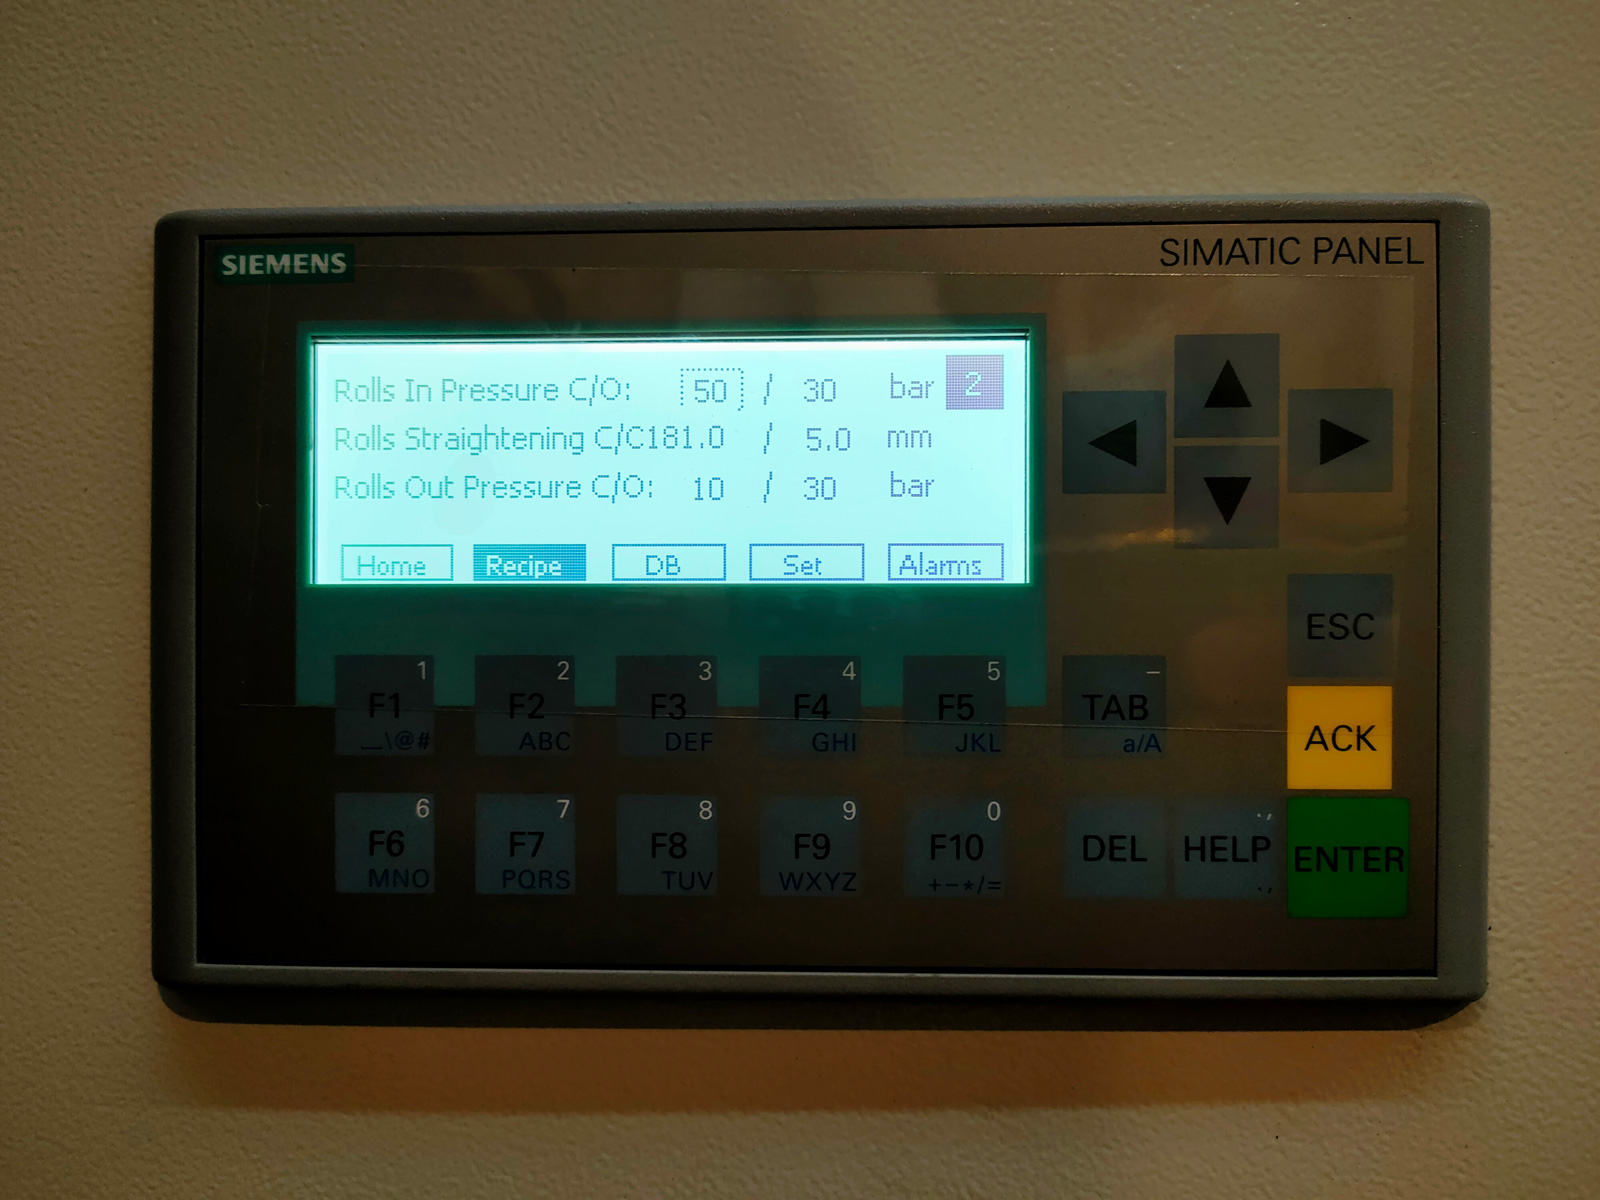 SIEMENS
SIMATIC PANEL
Rolls In Pressure C/O: 50 / 30 bar 2
Rolls Straightening C/C181.0 / 5.0 mm
Rolls Out Pressure C/O: 10 / 30 bar
Home Recipe DB Set Alarms
ESC
1 2 3 4 5 –
F1 F2 F3 F4 F5 TAB
_\@# ABC DEF GHI JKL a/A
ACK
6 7 8 9 0 .,
F6 F7 F8 F9 F10 DEL HELP ENTER
MNO PQRS TUV WXYZ +-*/=